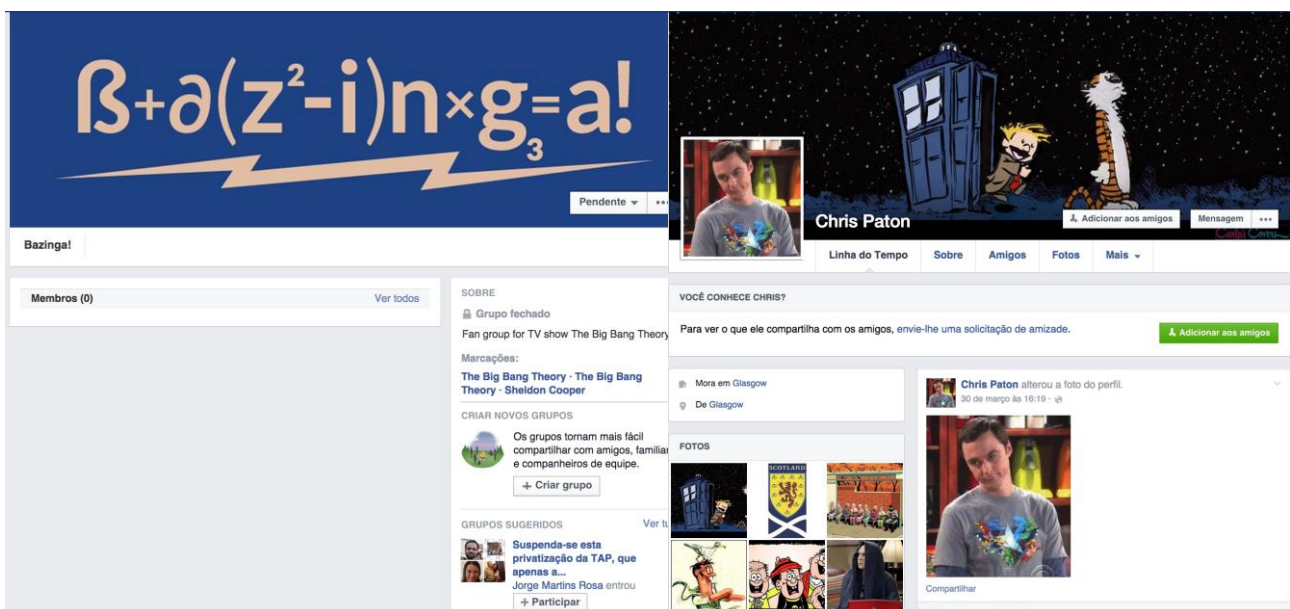 ß+∂(z²-i)n×g₃=a!
Pendente
Bazinga!
Membros (0)
Ver todos
SOBRE
Grupo fechado
Fan group for TV show The Big Bang Theory
Marcações:
The Big Bang Theory · The Big Bang
Theory · Sheldon Cooper
CRIAR NOVOS GRUPOS
Os grupos tornam mais fácil
compartilhar com amigos, familiar
e companheiros de equipe.
+ Criar grupo
GRUPOS SUGERIDOS
Ver tu
Suspenda-se esta
privatização da TAP, que
apenas a...
Jorge Martins Rosa entrou
+ Participar
Chris Paton
Adicionar aos amigos
Mensagem
Linha do Tempo
Sobre
Amigos
Fotos
Mais
VOCÊ CONHECE CHRIS?
Para ver o que ele compartilha com os amigos, envie-lhe uma solicitação de amizade.
Adicionar aos amigos
Mora em Glasgow
De Glasgow
FOTOS
SCOTLAND
Chris Paton alterou a foto do perfil.
30 de março às 16:19 ·
Compartilhar